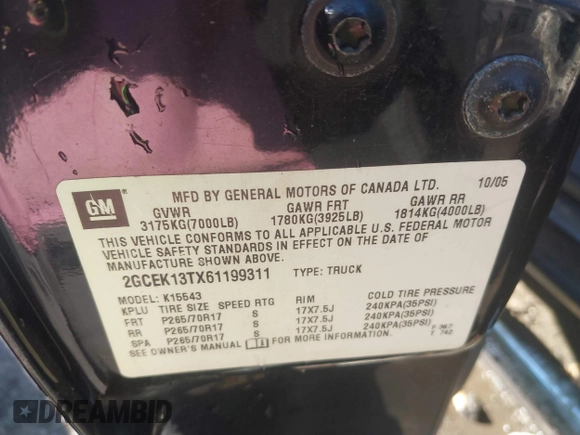 GM
MFD BY GENERAL MOTORS OF CANADA LTD. 10/05
GVWR GAWR FRT GAWR RR
3175KG(7000LB) 1780KG(3925LB) 1814KG(4000LB)
THIS VEHICLE CONFORMS TO ALL APPLICABLE U.S. FEDERAL MOTOR
VEHICLE SAFETY STANDARDS IN EFFECT ON THE DATE OF
MANUFACTURE SHOWN ABOVE.
2GCEK13TX61199311 TYPE: TRUCK
MODEL: K15543
KPLU TIRE SIZE SPEED RTG RIM COLD TIRE PRESSURE
FRT P265/70R17 S 17X7.5J 240KPA(35PSI)
RR P265/70R17 S 17X7.5J 240KPA(35PSI)
SPA P265/70R17 S 17X7.5J 240KPA(35PSI)
SEE OWNER'S MANUAL FOR MORE INFORMATION.
T 742
DREAMBID